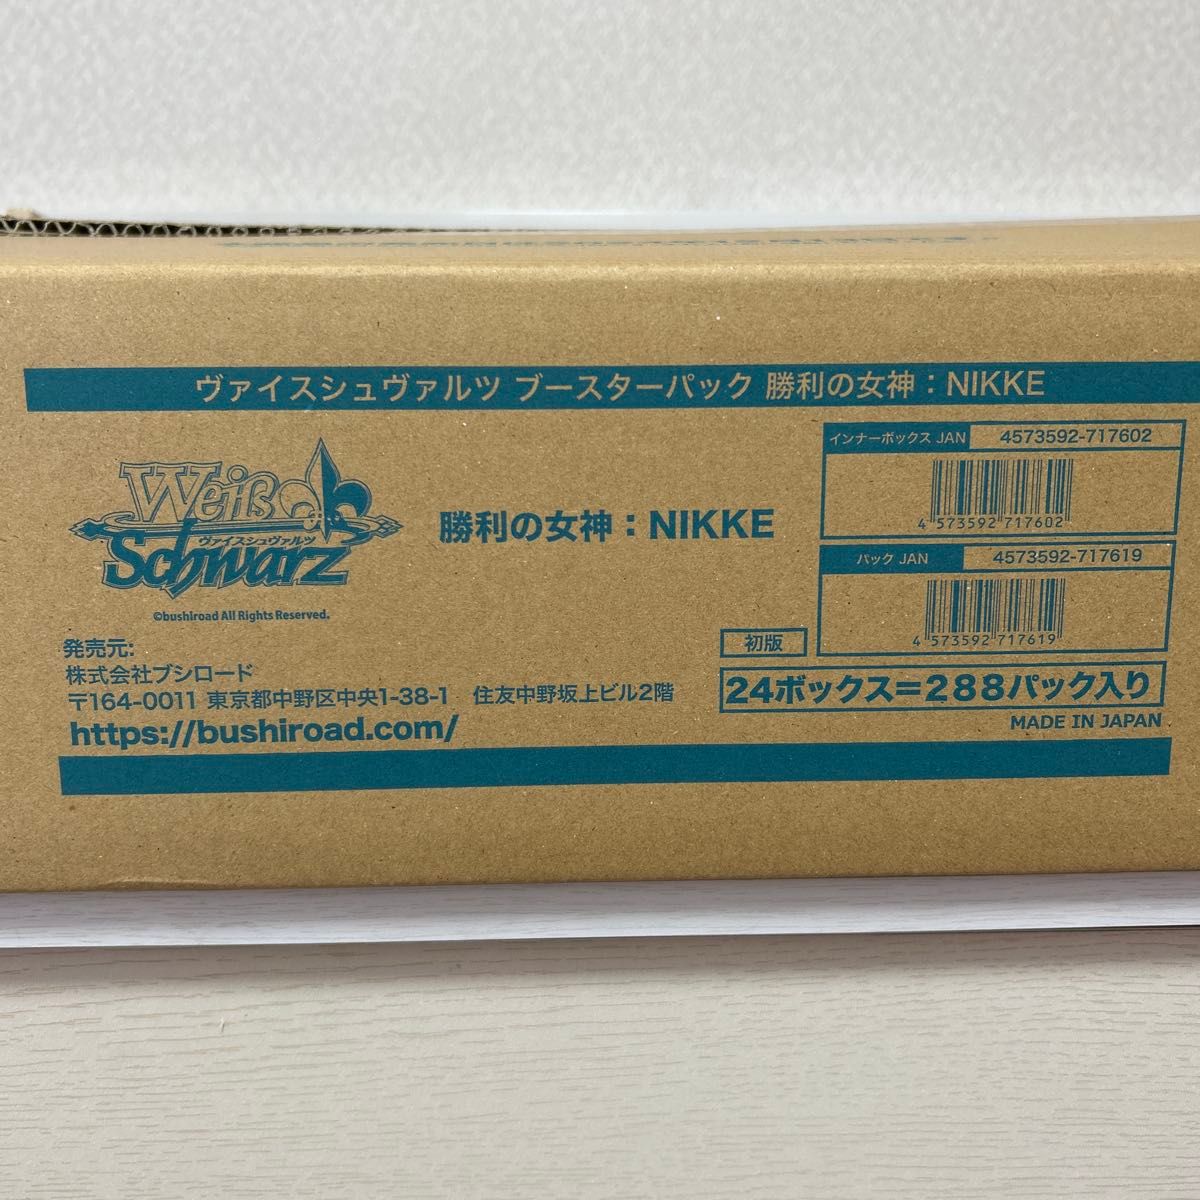 ヴァイスシュヴァルツ ブースターパック 勝利の女神：NIKKE
Weiß
ヴァイスシュヴァルツ
Schwarz
©bushiroad All Rights Reserved.
勝利の女神：NIKKE
インナーボックス JAN 4573592-717602
4 573592 717602
パック JAN 4573592-717619
4 573592 717619
初版
24ボックス＝288パック入り
MADE IN JAPAN
発売元:
株式会社ブシロード
〒164-0011 東京都中野区中央1-38-1 住友中野坂上ビル2階
https://bushiroad.com/